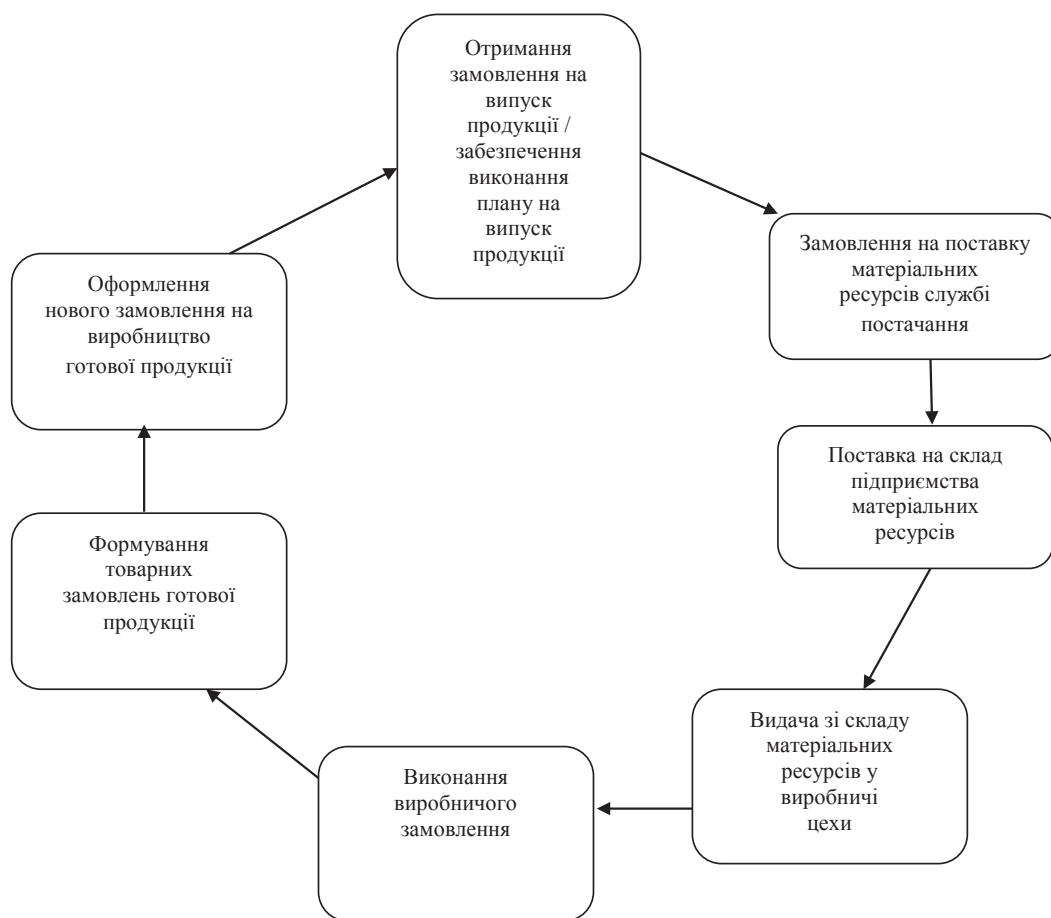 Отримання
замовлення на
випуск
продукції /
забезпечення
виконання
плану на
випуск
продукції
Замовлення на поставку
матеріальних
ресурсів службі
постачання
Поставка на склад
підприємства
матеріальних
ресурсів
Видача зі складу
матеріальних
ресурсів у
виробничі
цехи
Виконання
виробничого
замовлення
Формування
товарних
замовлень готової
продукції
Оформлення
нового замовлення на
виробництво
готової продукції